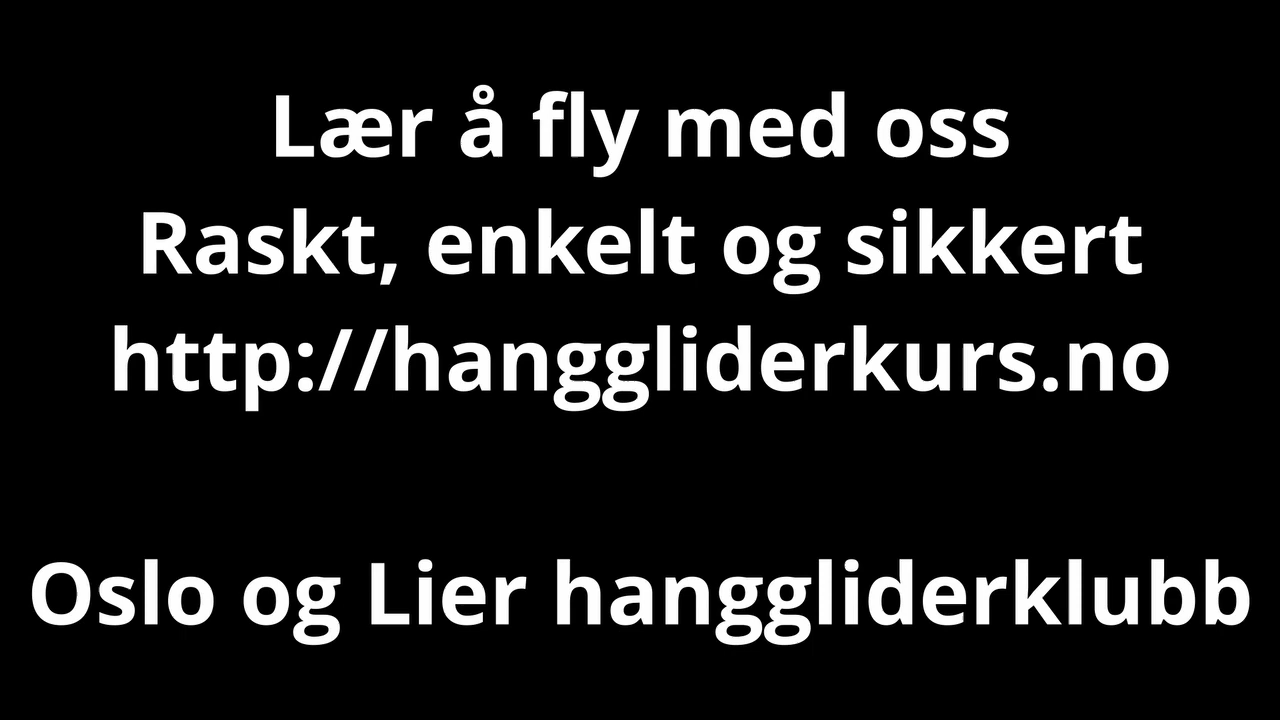 Lær å fly med oss
Raskt, enkelt og sikkert
http://hanggliderkurs.no
Oslo og Lier hanggliderklubb